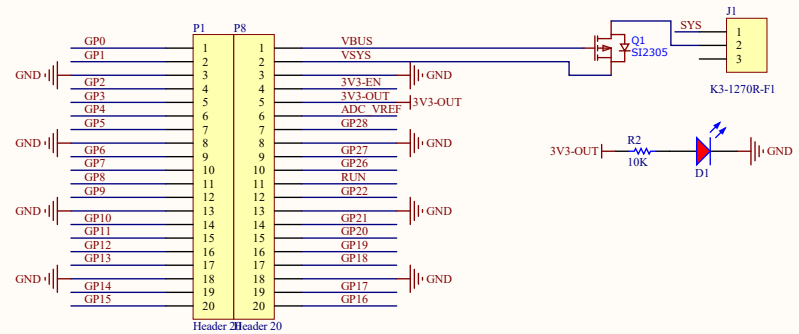 P1 P8
GP0 1 1 VBUS
GP1 2 2 VSYS
GND 3 3 GND
GP2 4 4 3V3-EN
GP3 5 5 3V3-OUT 3V3-OUT
GP4 6 6 ADC_VREF
GP5 7 7 GP28
GND 8 8 GND
GP6 9 9 GP27
GP7 10 10 GP26
GP8 11 11 RUN
GP9 12 12 GP22
GND 13 13 GND
GP10 14 14 GP21
GP11 15 15 GP20
GP12 16 16 GP19
GP13 17 17 GP18
GND 18 18 GND
GP14 19 19 GP17
GP15 20 20 GP16
Header 20 Header 20
Q1
SI2305
J1
SYS 1
2
3
K3-1270R-F1
3V3-OUT R2 GND
10K D1